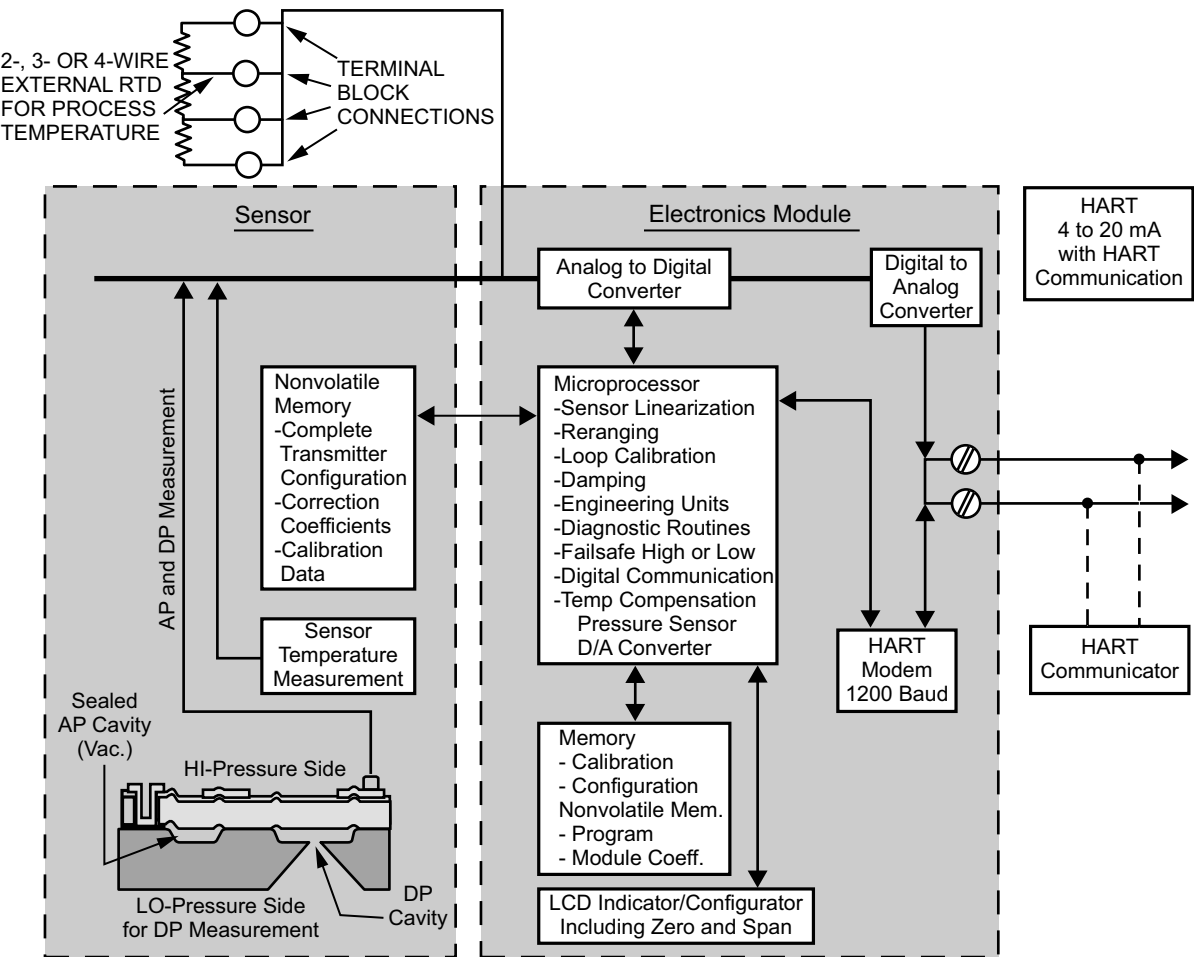 2-, 3- OR 4-WIRE
EXTERNAL RTD
FOR PROCESS
TEMPERATURE
TERMINAL
BLOCK
CONNECTIONS
Sensor
Electronics Module
HART
4 to 20 mA
with HART
Communication
Analog to Digital
Converter
Digital to
Analog
Converter
AP and DP Measurement
Nonvolatile
Memory
-Complete
Transmitter
Configuration
-Correction
Coefficients
-Calibration
Data
Microprocessor
-Sensor Linearization
-Reranging
-Loop Calibration
-Damping
-Engineering Units
-Diagnostic Routines
-Failsafe High or Low
-Digital Communication
-Temp Compensation
Pressure Sensor
D/A Converter
Sensor
Temperature
Measurement
HART
Modem
1200 Baud
HART
Communicator
Sealed
AP Cavity
(Vac.)
HI-Pressure Side
Memory
- Calibration
- Configuration
Nonvolatile Mem.
- Program
- Module Coeff.
LO-Pressure Side
for DP Measurement
DP
Cavity
LCD Indicator/Configurator
Including Zero and Span